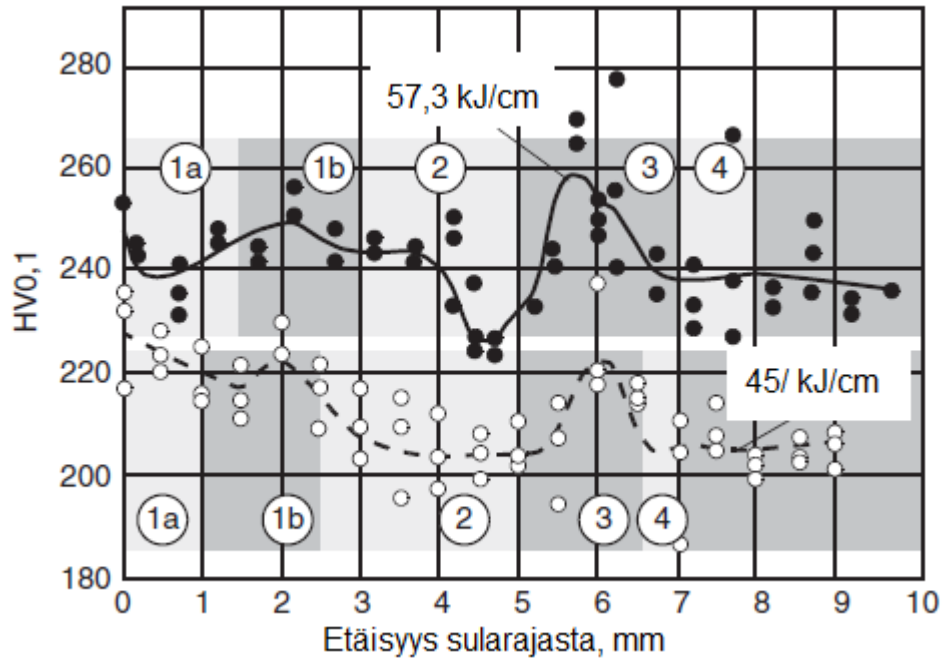 280
57,3 kJ/cm
260
1a
1b
2
3
4
HV0,1
240
220
45/ kJ/cm
200
1a
1b
2
3
4
180
0 1 2 3 4 5 6 7 8 9 10
Etäisyys sularajasta, mm